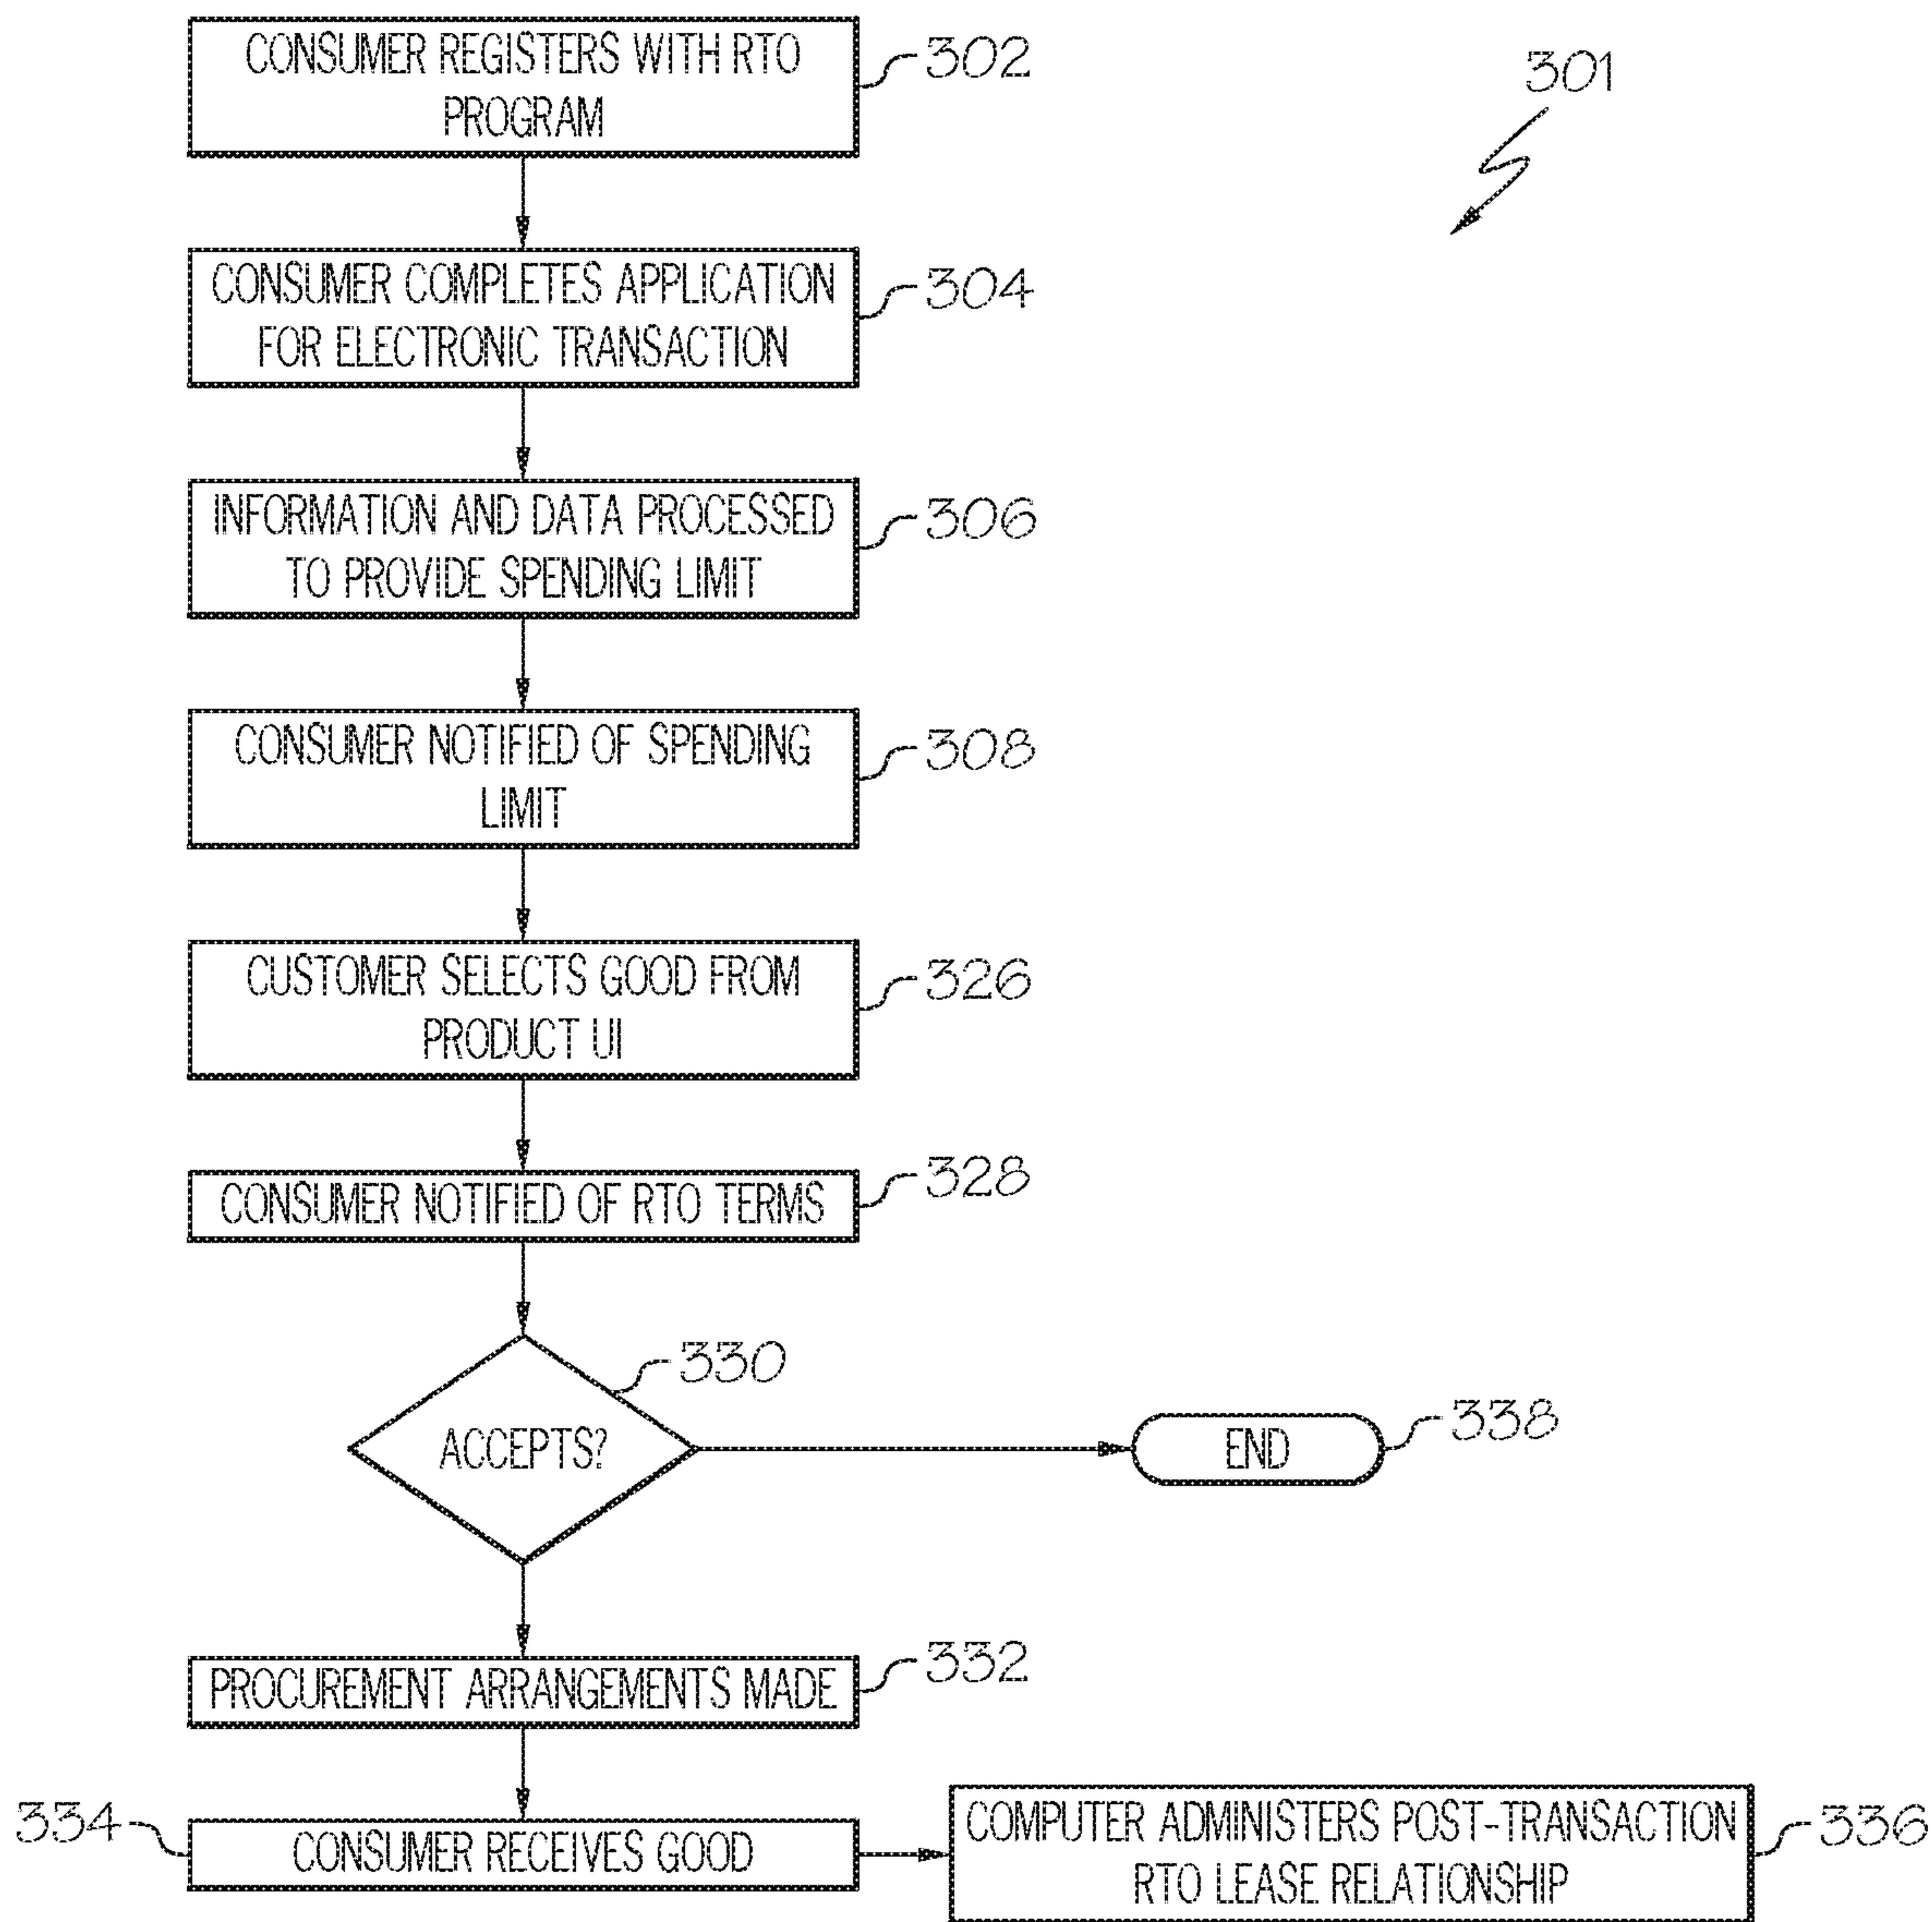 CONSUMER REGISTERS WITH RTO
PROGRAM
302
301
CONSUMER COMPLETES APPLICATION
FOR ELECTRONIC TRANSACTION
304
INFORMATION AND DATA PROCESSED
TO PROVIDE SPENDING LIMIT
306
CONSUMER NOTIFIED OF SPENDING
LIMIT
308
CUSTOMER SELECTS GOOD FROM
PRODUCT UI
326
CONSUMER NOTIFIED OF RTO TERMS
328
ACCEPTS?
330
END
338
PROCUREMENT ARRANGEMENTS MADE
332
334
CONSUMER RECEIVES GOOD
COMPUTER ADMINISTERS POST-TRANSACTION
RTO LEASE RELATIONSHIP
336